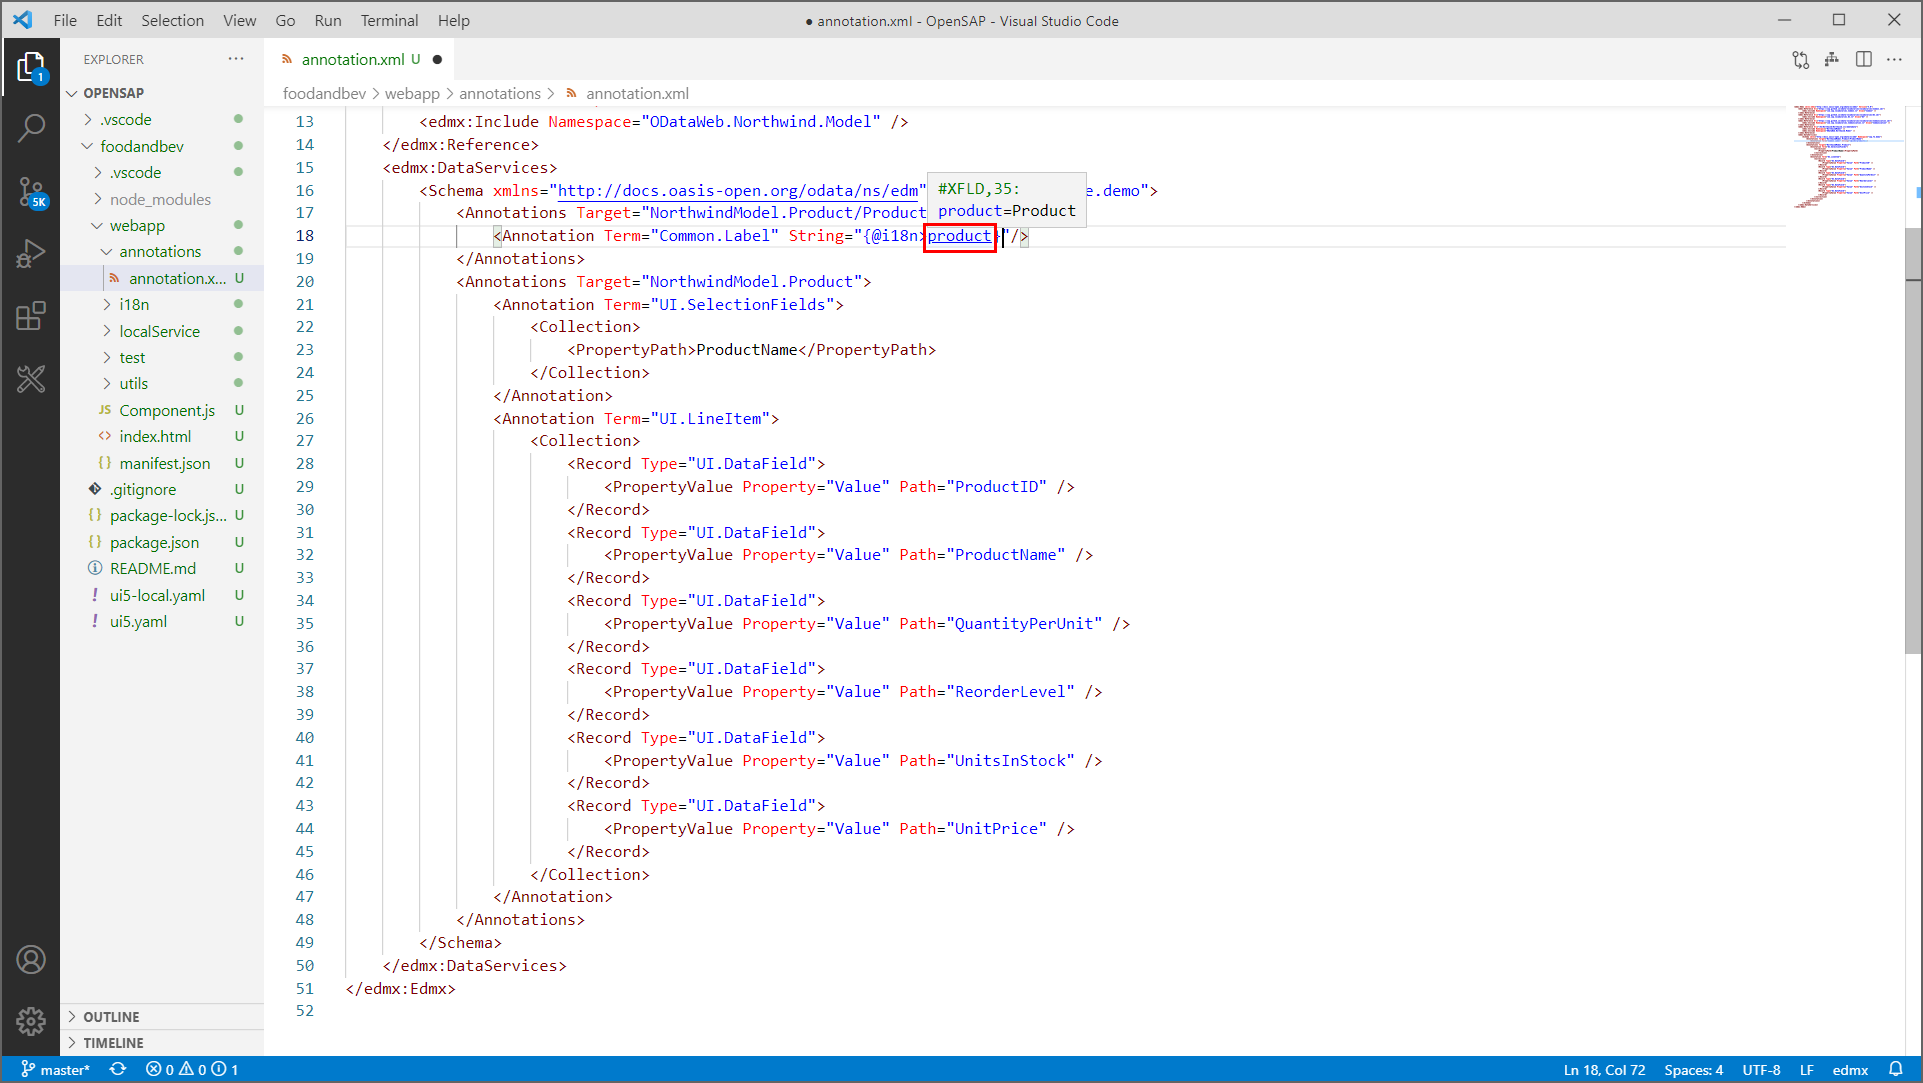 File Edit Selection View Go Run Terminal Help
● annotation.xml - OpenSAP - Visual Studio Code
EXPLORER
OPENSAP
.vscode
foodandbev
.vscode
node_modules
webapp
annotations
annotation.x... U
i18n
localService
test
utils
JS Component.js U
<> index.html U
{} manifest.json U
.gitignore U
{} package-lock.js... U
{} package.json U
README.md U
! ui5-local.yaml U
! ui5.yaml U
OUTLINE
TIMELINE
1
5K
annotation.xml U ●
foodandbev > webapp > annotations > annotation.xml
13 <edmx:Include Namespace="ODataWeb.Northwind.Model" />
14 </edmx:Reference>
15 <edmx:DataServices>
16 <Schema xmlns="http://docs.oasis-open.org/odata/ns/edm" e.demo">
#XFLD,35:
product=Product
17 <Annotations Target="NorthwindModel.Product/Product
18 <Annotation Term="Common.Label" String="{@i18n>product}"/>
19 </Annotations>
20 <Annotations Target="NorthwindModel.Product">
21 <Annotation Term="UI.SelectionFields">
22 <Collection>
23 <PropertyPath>ProductName</PropertyPath>
24 </Collection>
25 </Annotation>
26 <Annotation Term="UI.LineItem">
27 <Collection>
28 <Record Type="UI.DataField">
29 <PropertyValue Property="Value" Path="ProductID" />
30 </Record>
31 <Record Type="UI.DataField">
32 <PropertyValue Property="Value" Path="ProductName" />
33 </Record>
34 <Record Type="UI.DataField">
35 <PropertyValue Property="Value" Path="QuantityPerUnit" />
36 </Record>
37 <Record Type="UI.DataField">
38 <PropertyValue Property="Value" Path="ReorderLevel" />
39 </Record>
40 <Record Type="UI.DataField">
41 <PropertyValue Property="Value" Path="UnitsInStock" />
42 </Record>
43 <Record Type="UI.DataField">
44 <PropertyValue Property="Value" Path="UnitPrice" />
45 </Record>
46 </Collection>
47 </Annotation>
48 </Annotations>
49 </Schema>
50 </edmx:DataServices>
51 </edmx:Edmx>
52
master* 0 0 1
Ln 18, Col 72 Spaces: 4 UTF-8 LF edmx